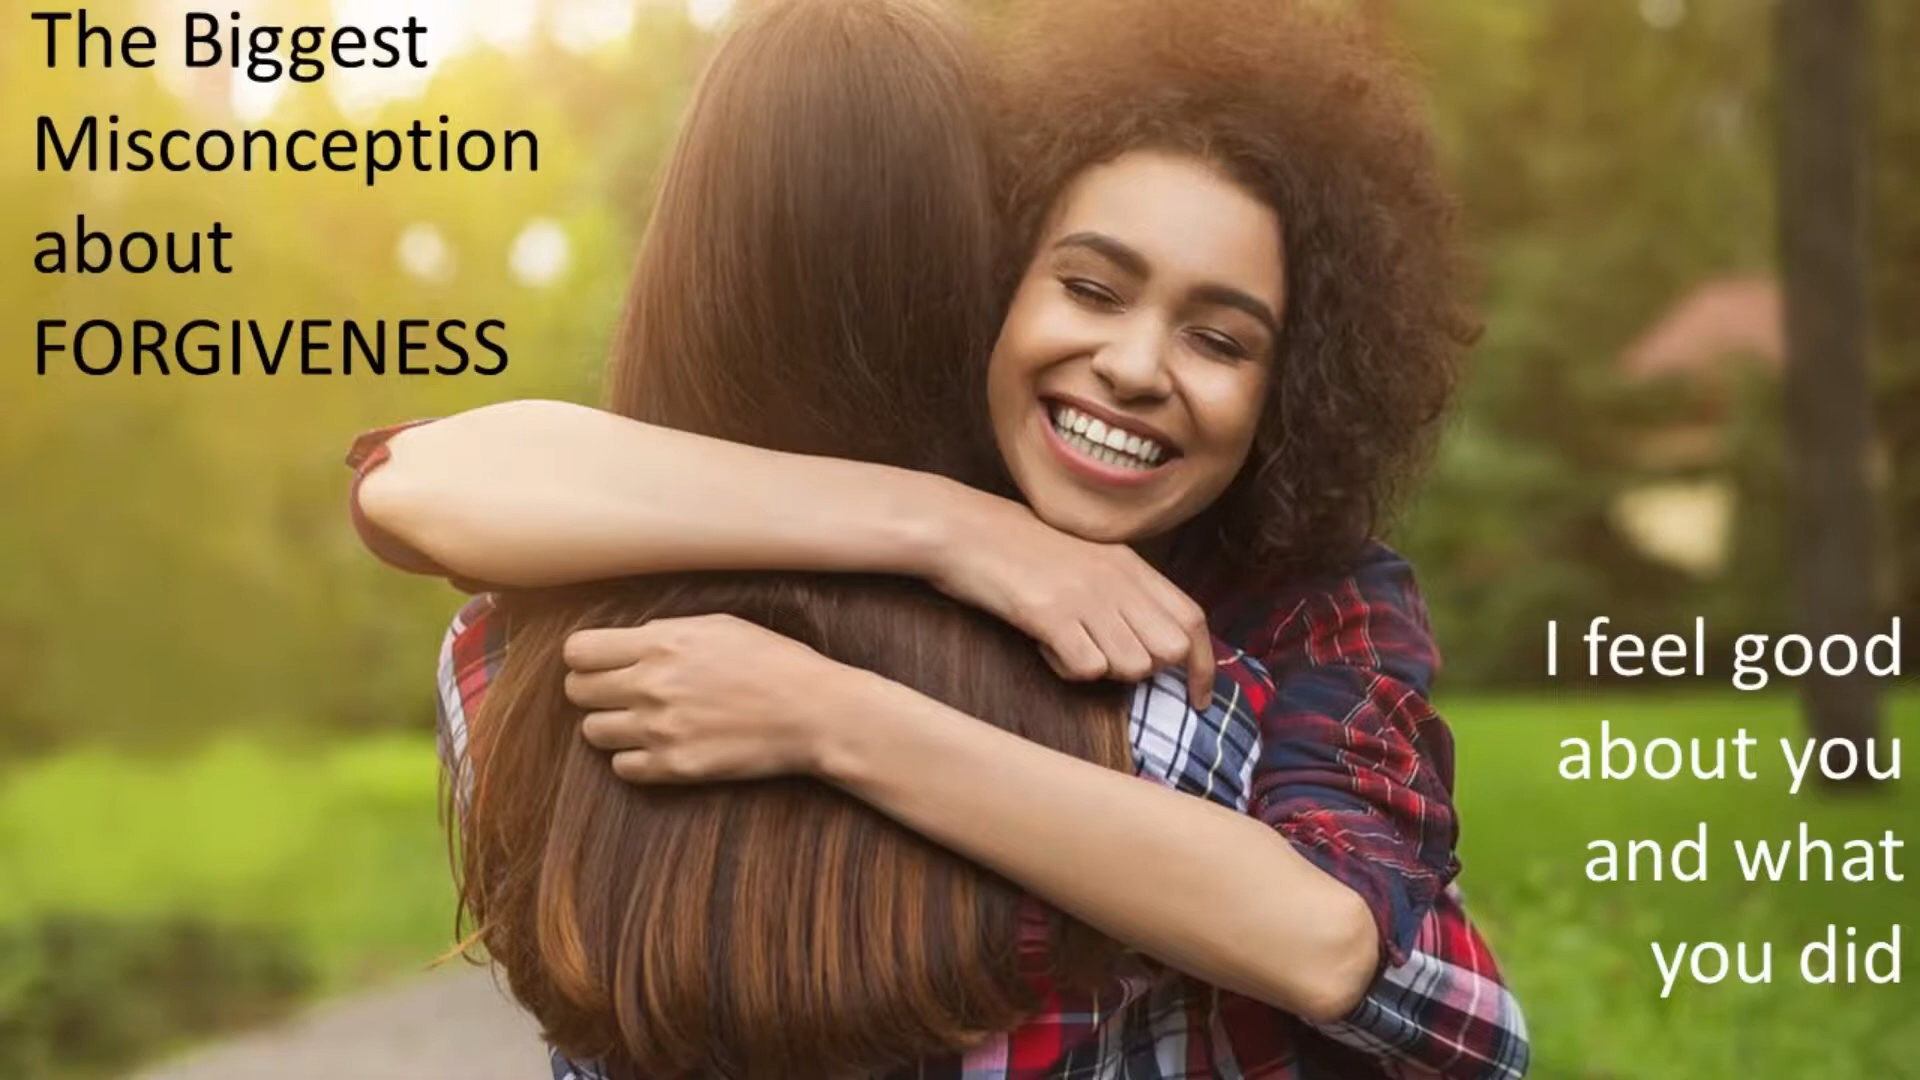 The Biggest
Misconception
about
FORGIVENESS
I feel good
about you
and what
you did